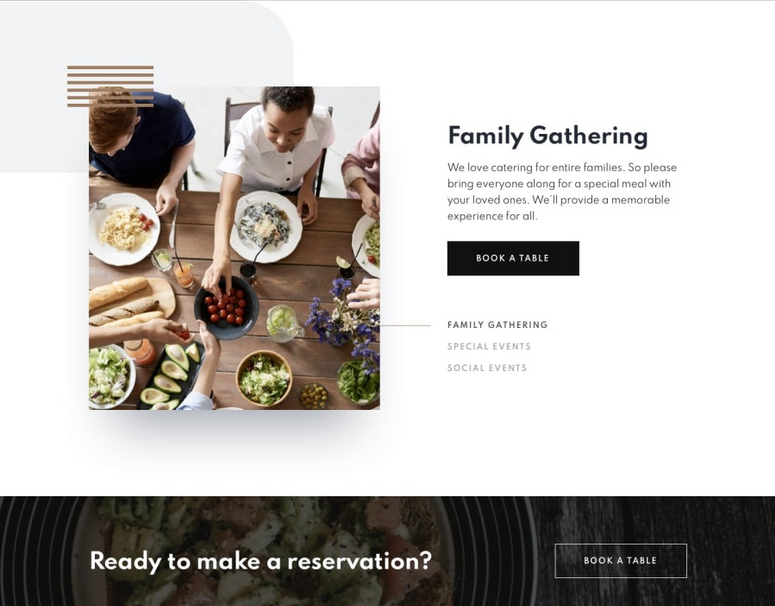 Family Gathering
We love catering for entire families. So please
bring everyone along for a special meal with
your loved ones. We'll provide a memorable
experience for all.
BOOK A TABLE
FAMILY GATHERING
SPECIAL EVENTS
SOCIAL EVENTS
Ready to make a reservation?
BOOK A TABLE